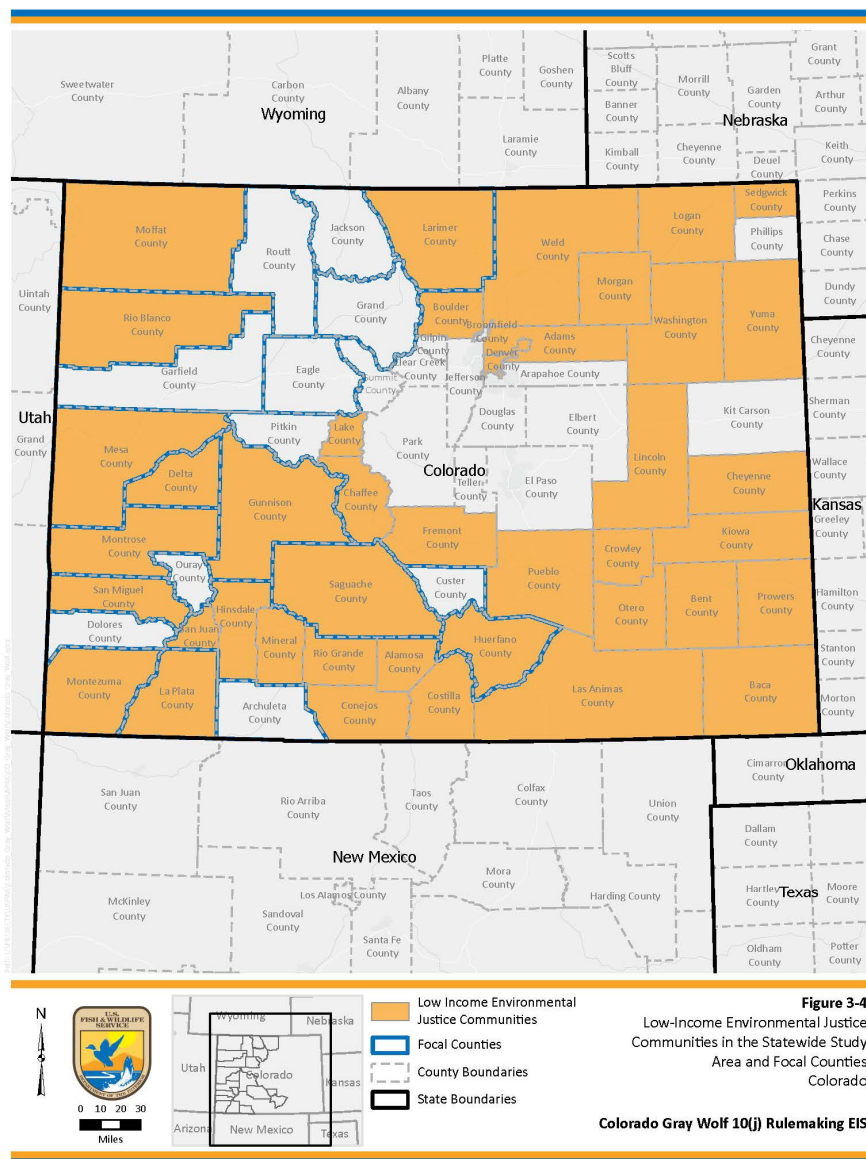 Sweetwater
County
Carbon
County
Albany
County
Platte
County
Goshen
County
Laramie
County
Wyoming
Scotts
Bluff
County
Banner
County
Kimball
County
Morrill
County
Cheyenne
County
Garden
County
Deuel
County
Grant
County
Arthur
County
Keith
County
Nebraska
Perkins
County
Chase
County
Dundy
County
Uintah
County
Utah
Grand
County
Moffat
County
Routt
County
Jackson
County
Larimer
County
Weld
County
Logan
County
Sedgwick
County
Phillips
County
Morgan
County
Washington
County
Yuma
County
Rio Blanco
County
Grand
County
Boulder
County
Broomfield
County
Gilpin
County
Clear Creek
County
Denver
County
Adams
County
Arapahoe County
Jefferson
County
Garfield
County
Eagle
County
Summit
County
Pitkin
County
Lake
County
Park
County
Douglas
County
Elbert
County
Kit Carson
County
Colorado
Mesa
County
Delta
County
Gunnison
County
Chaffee
County
Teller
County
El Paso
County
Lincoln
County
Cheyenne
County
Montrose
County
Ouray
County
Fremont
County
Crowley
County
Kiowa
County
Pueblo
County
San Miguel
County
Hinsdale
County
Saguache
County
Custer
County
Otero
County
Bent
County
Prowers
County
Dolores
County
San Juan
County
Mineral
County
Rio Grande
County
Alamosa
County
Huerfano
County
Montezuma
County
La Plata
County
Archuleta
County
Conejos
County
Costilla
County
Las Animas
County
Baca
County
Cheyenne
County
Sherman
County
Wallace
County
Kansas
Greeley
County
Hamilton
County
Stanton
County
Morton
County
San Juan
County
Rio Arriba
County
Taos
County
Colfax
County
Union
County
New Mexico
McKinley
County
Sandoval
County
Los Alamos County
Santa Fe
County
Mora
County
Harding County
Cimarron
County
Oklahoma
Dallam
County
Hartley
County
Texas
Moore
County
Oldham
County
Potter
County
N
U.S.
FISH & WILDLIFE
SERVICE
DEPARTMENT OF THE INTERIOR
0 10 20 30
Miles
Wyoming
Nebraska
Utah
Colorado
Kansas
Arizona
New Mexico
Texas
Low Income Environmental
Justice Communities
Focal Counties
County Boundaries
State Boundaries
Figure 3-4
Low-Income Environmental Justice
Communities in the Statewide Study
Area and Focal Counties
Colorado
Colorado Gray Wolf 10(j) Rulemaking EIS